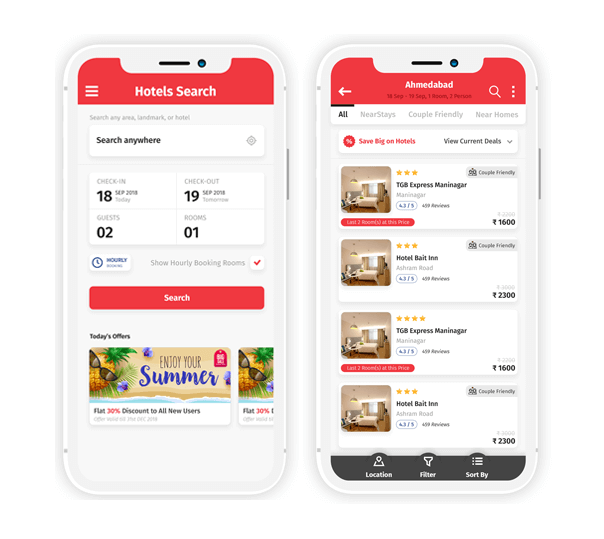 Hotels Search
Search any area, landmark, or hotel
Search anywhere
CHECK-IN
18 SEP 2018
Today
CHECK-OUT
19 SEP 2018
Tomorrow
GUESTS
02
ROOMS
01
HOURLY
BOOKING
Show Hourly Booking Rooms
Search
Today's Offers
ENJOY YOUR
Summer
Flat 30% Discount to All New Users
Offer Valid till 31st DEC, 2018
Flat 30% D
Ahmedabad
18 Sep - 19 Sep, 1 Room, 2 Person
All NearStays Couple Friendly Near Homes
Save Big on Hotels View Current Deals
Couple Friendly
TGB Express Maninagar
Maninagar
4.3 / 5 459 Reviews
₹ 2200
Last 2 Room(s) at this Price
₹ 1600
Couple Friendly
Hotel Bait Inn
Ashram Road
4.3 / 5 459 Reviews
₹ 2300
TGB Express Maninagar
Maninagar
4.3 / 5 459 Reviews
₹ 2200
Last 2 Room(s) at this Price
₹ 1600
Couple Friendly
Hotel Bait Inn
Ashram Road
4.3 / 5 459 Reviews
₹ 2300
Location Filter Sort By